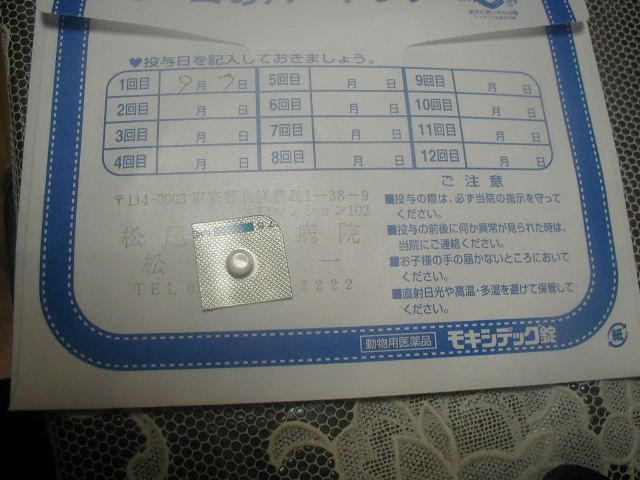 ♥投与日を記入しておきましょう。
1回目 9月 7日 5回目 月 日 9回目 月 日
2回目 月 日 6回目 月 日 10回目 月 日
3回目 月 日 7回目 月 日 11回目 月 日
4回目 月 日 8回目 月 日 12回目 月 日
ご注意
■投与の際は、必ず当院の指示を守って
ください。
■投与の前後に何か異常が見られた時は、
当院にご連絡ください。
■お子様の手の届かないところにおいて
ください。
■直射日光や高温・多湿を避けて保管して
ください。
〒114-0003 東京都北区豊島1-38-9
マンション102
松尾 病院
松 一
TEL0 2222
動物用医薬品 モキシデック錠
紙